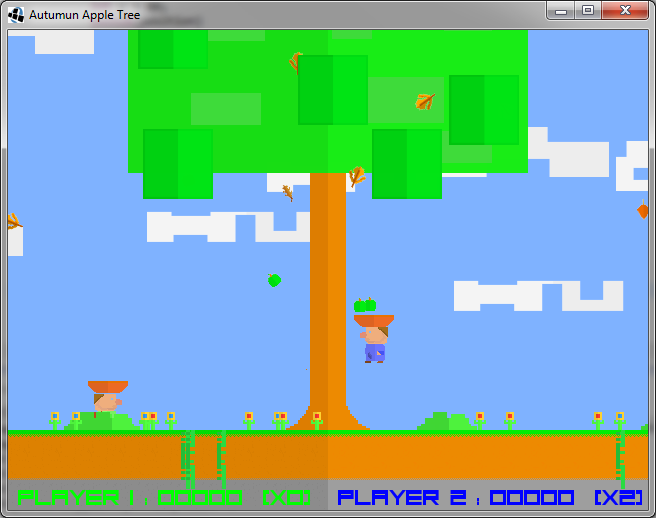 Autumun Apple Tree
PLAYER 1 : 00000 [X0] PLAYER 2 : 00000 [X2]